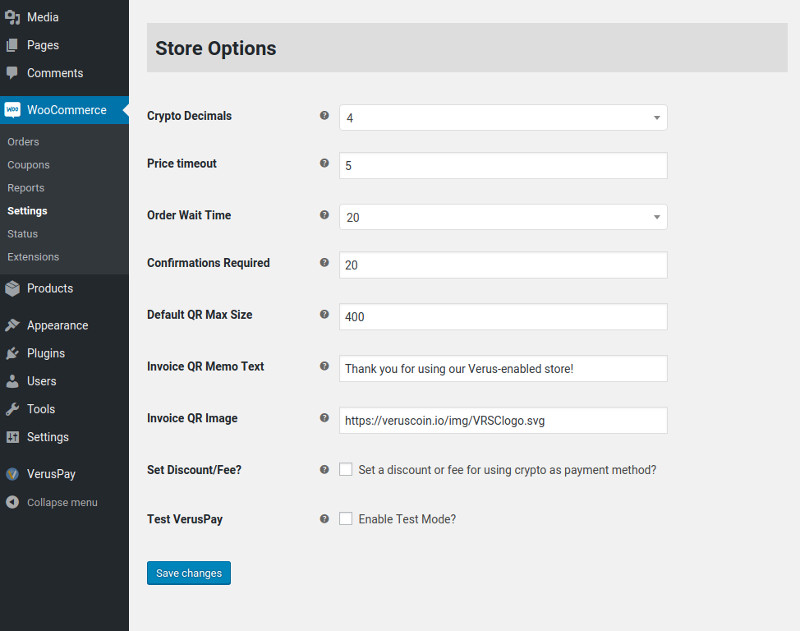 Media
Pages
Comments
WooCommerce
Orders
Coupons
Reports
Settings
Status
Extensions
Products
Appearance
Plugins
Users
Tools
Settings
VerusPay
Collapse menu
Store Options
Crypto Decimals ? 4
Price timeout ? 5
Order Wait Time ? 20
Confirmations Required ? 20
Default QR Max Size ? 400
Invoice QR Memo Text ? Thank you for using our Verus-enabled store!
Invoice QR Image ? https://veruscoin.io/img/VRSClogo.svg
Set Discount/Fee? ? Set a discount or fee for using crypto as payment method?
Test VerusPay ? Enable Test Mode?
Save changes